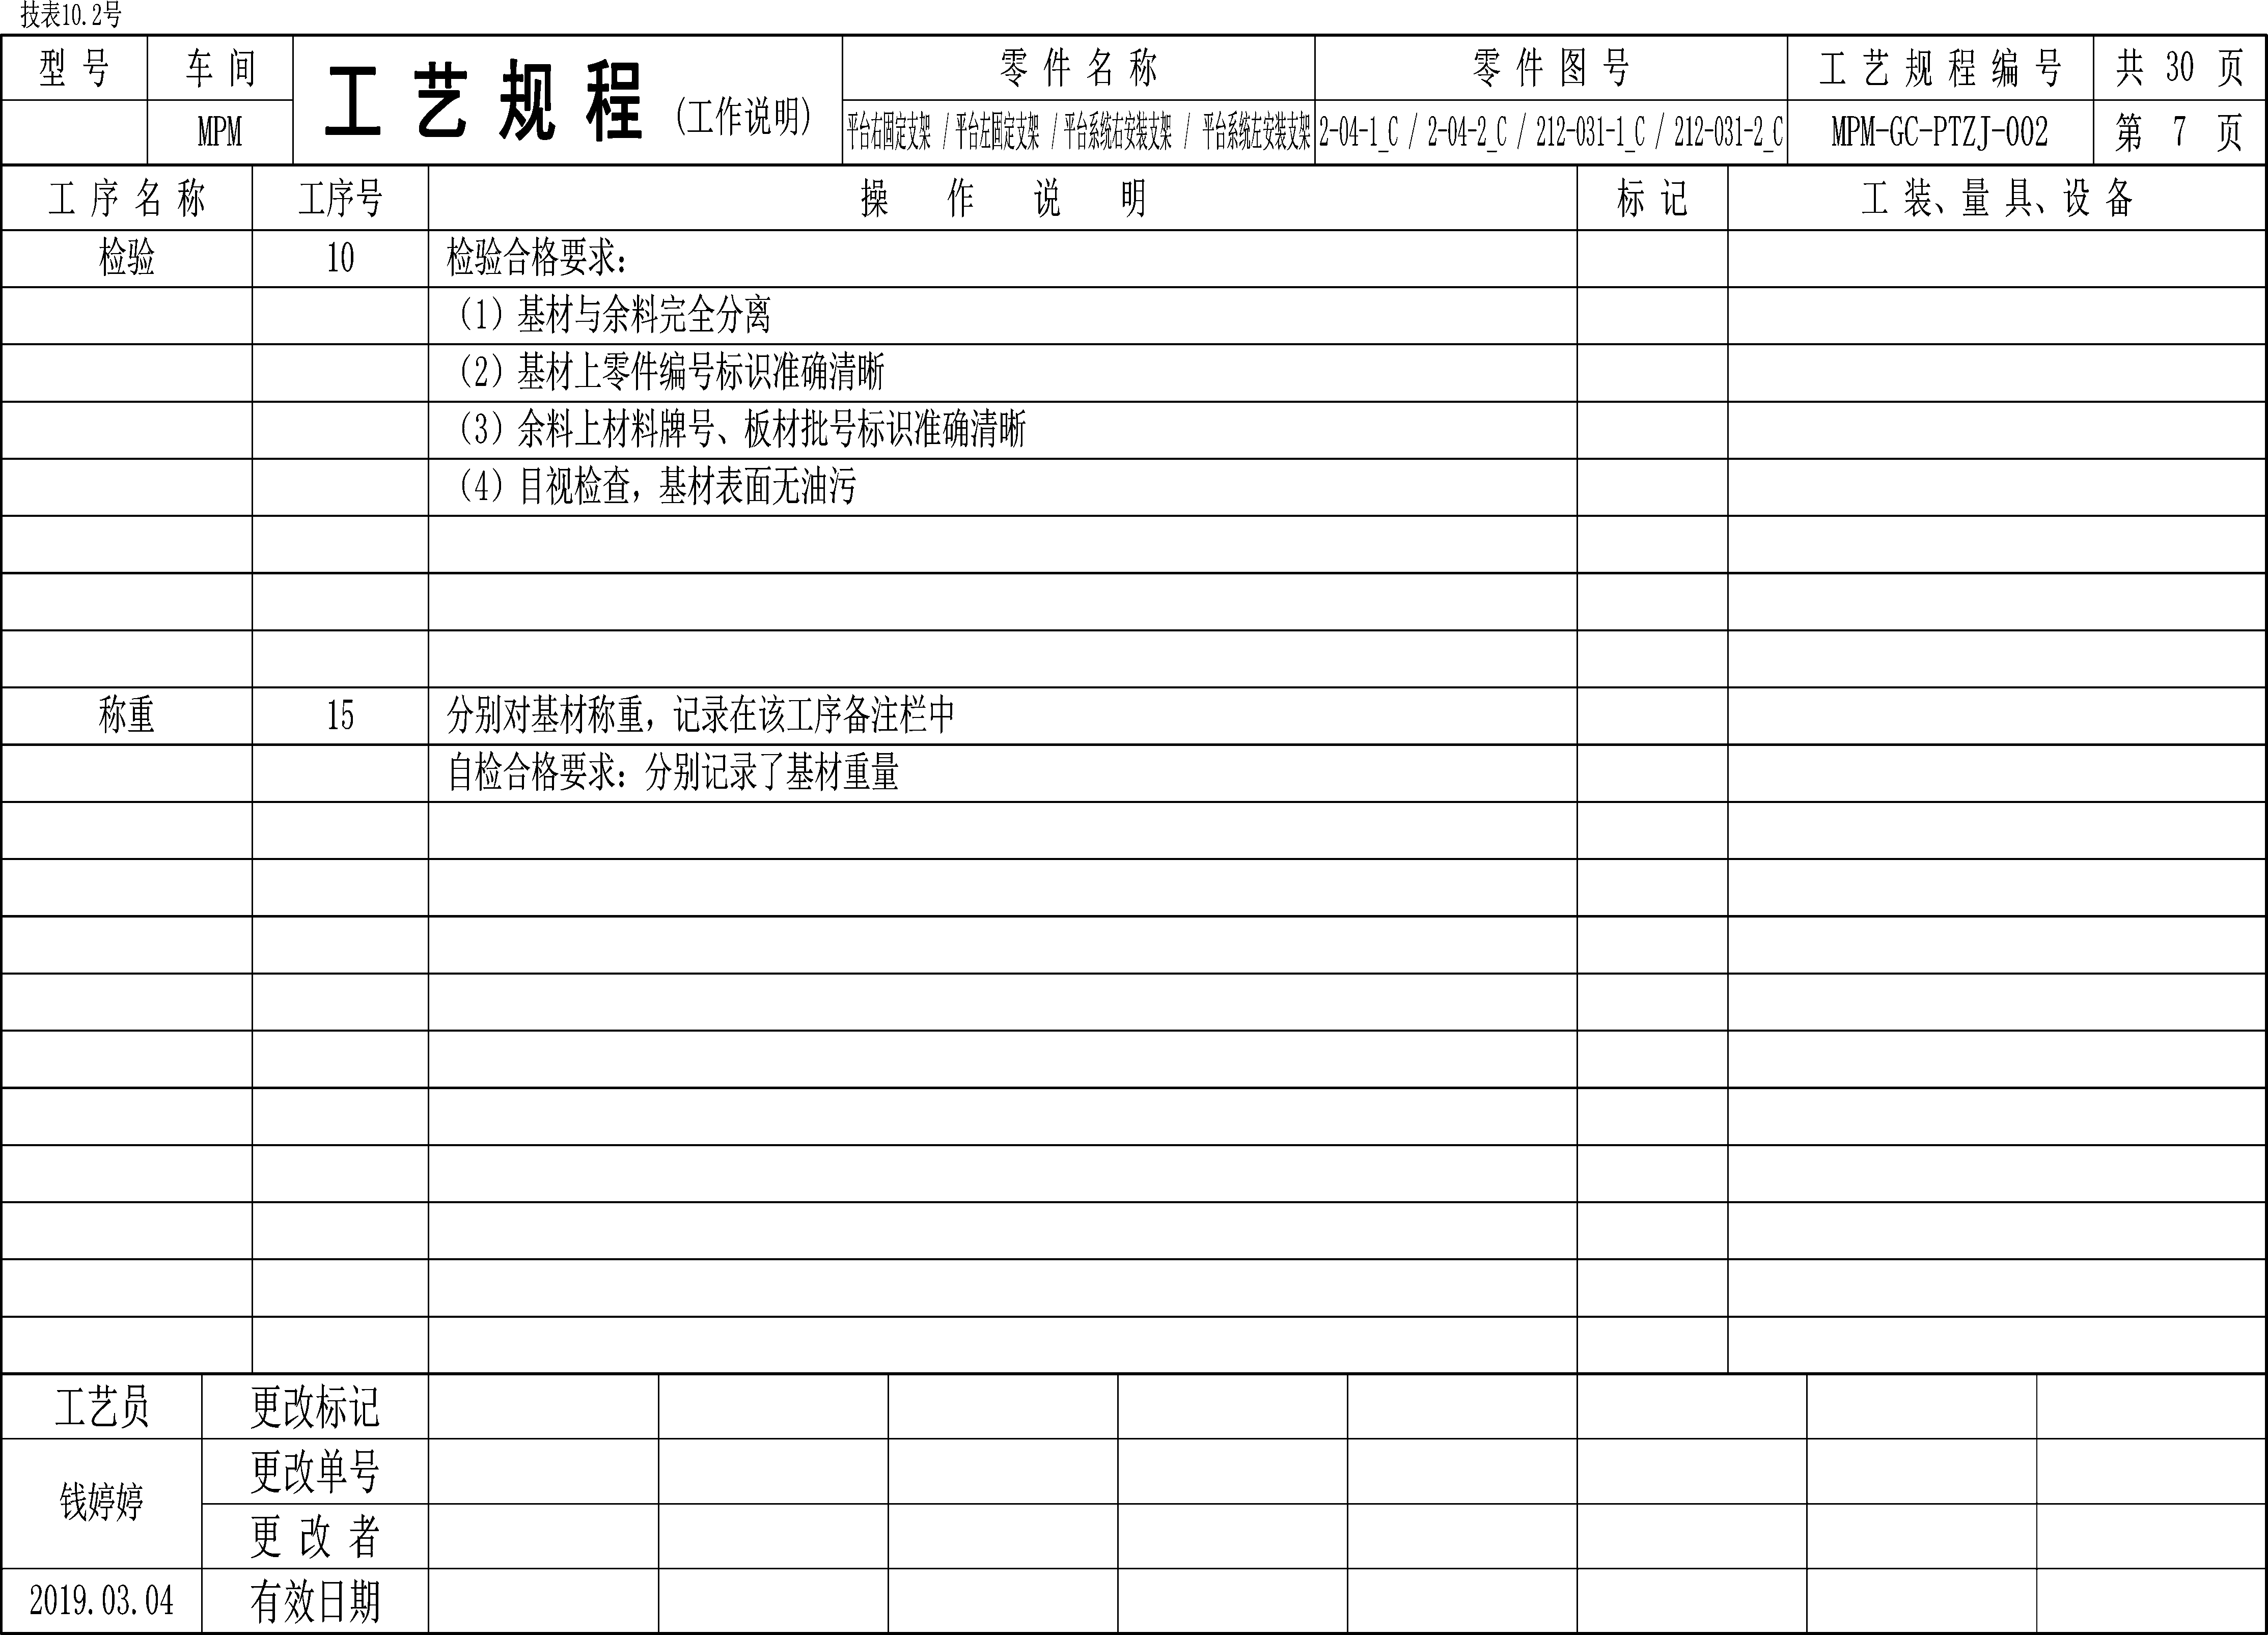 技表10.2号
型 号 车 间 工 艺 规 程 (工作说明) 零 件 名 称 零 件 图 号 工 艺 规 程 编 号 共 30 页
MPM 平台右固定支架 / 平台左固定支架 / 平台系统右安装支架 / 平台系统左安装支架 2-04-1_C / 2-04-2_C / 212-031-1_C / 212-031-2_C MPM-GC-PTZJ-002 第 7 页
工 序 名 称 工序号 操 作 说 明 标 记 工 装、量 具、设 备
检验 10 检验合格要求：
（1）基材与余料完全分离
（2）基材上零件编号标识准确清晰
（3）余料上材料牌号、板材批号标识准确清晰
（4）目视检查，基材表面无油污
称重 15 分别对基材称重，记录在该工序备注栏中
自检合格要求：分别记录了基材重量
工艺员 更改标记
钱婷婷 更改单号
更 改 者
2019.03.04 有效日期